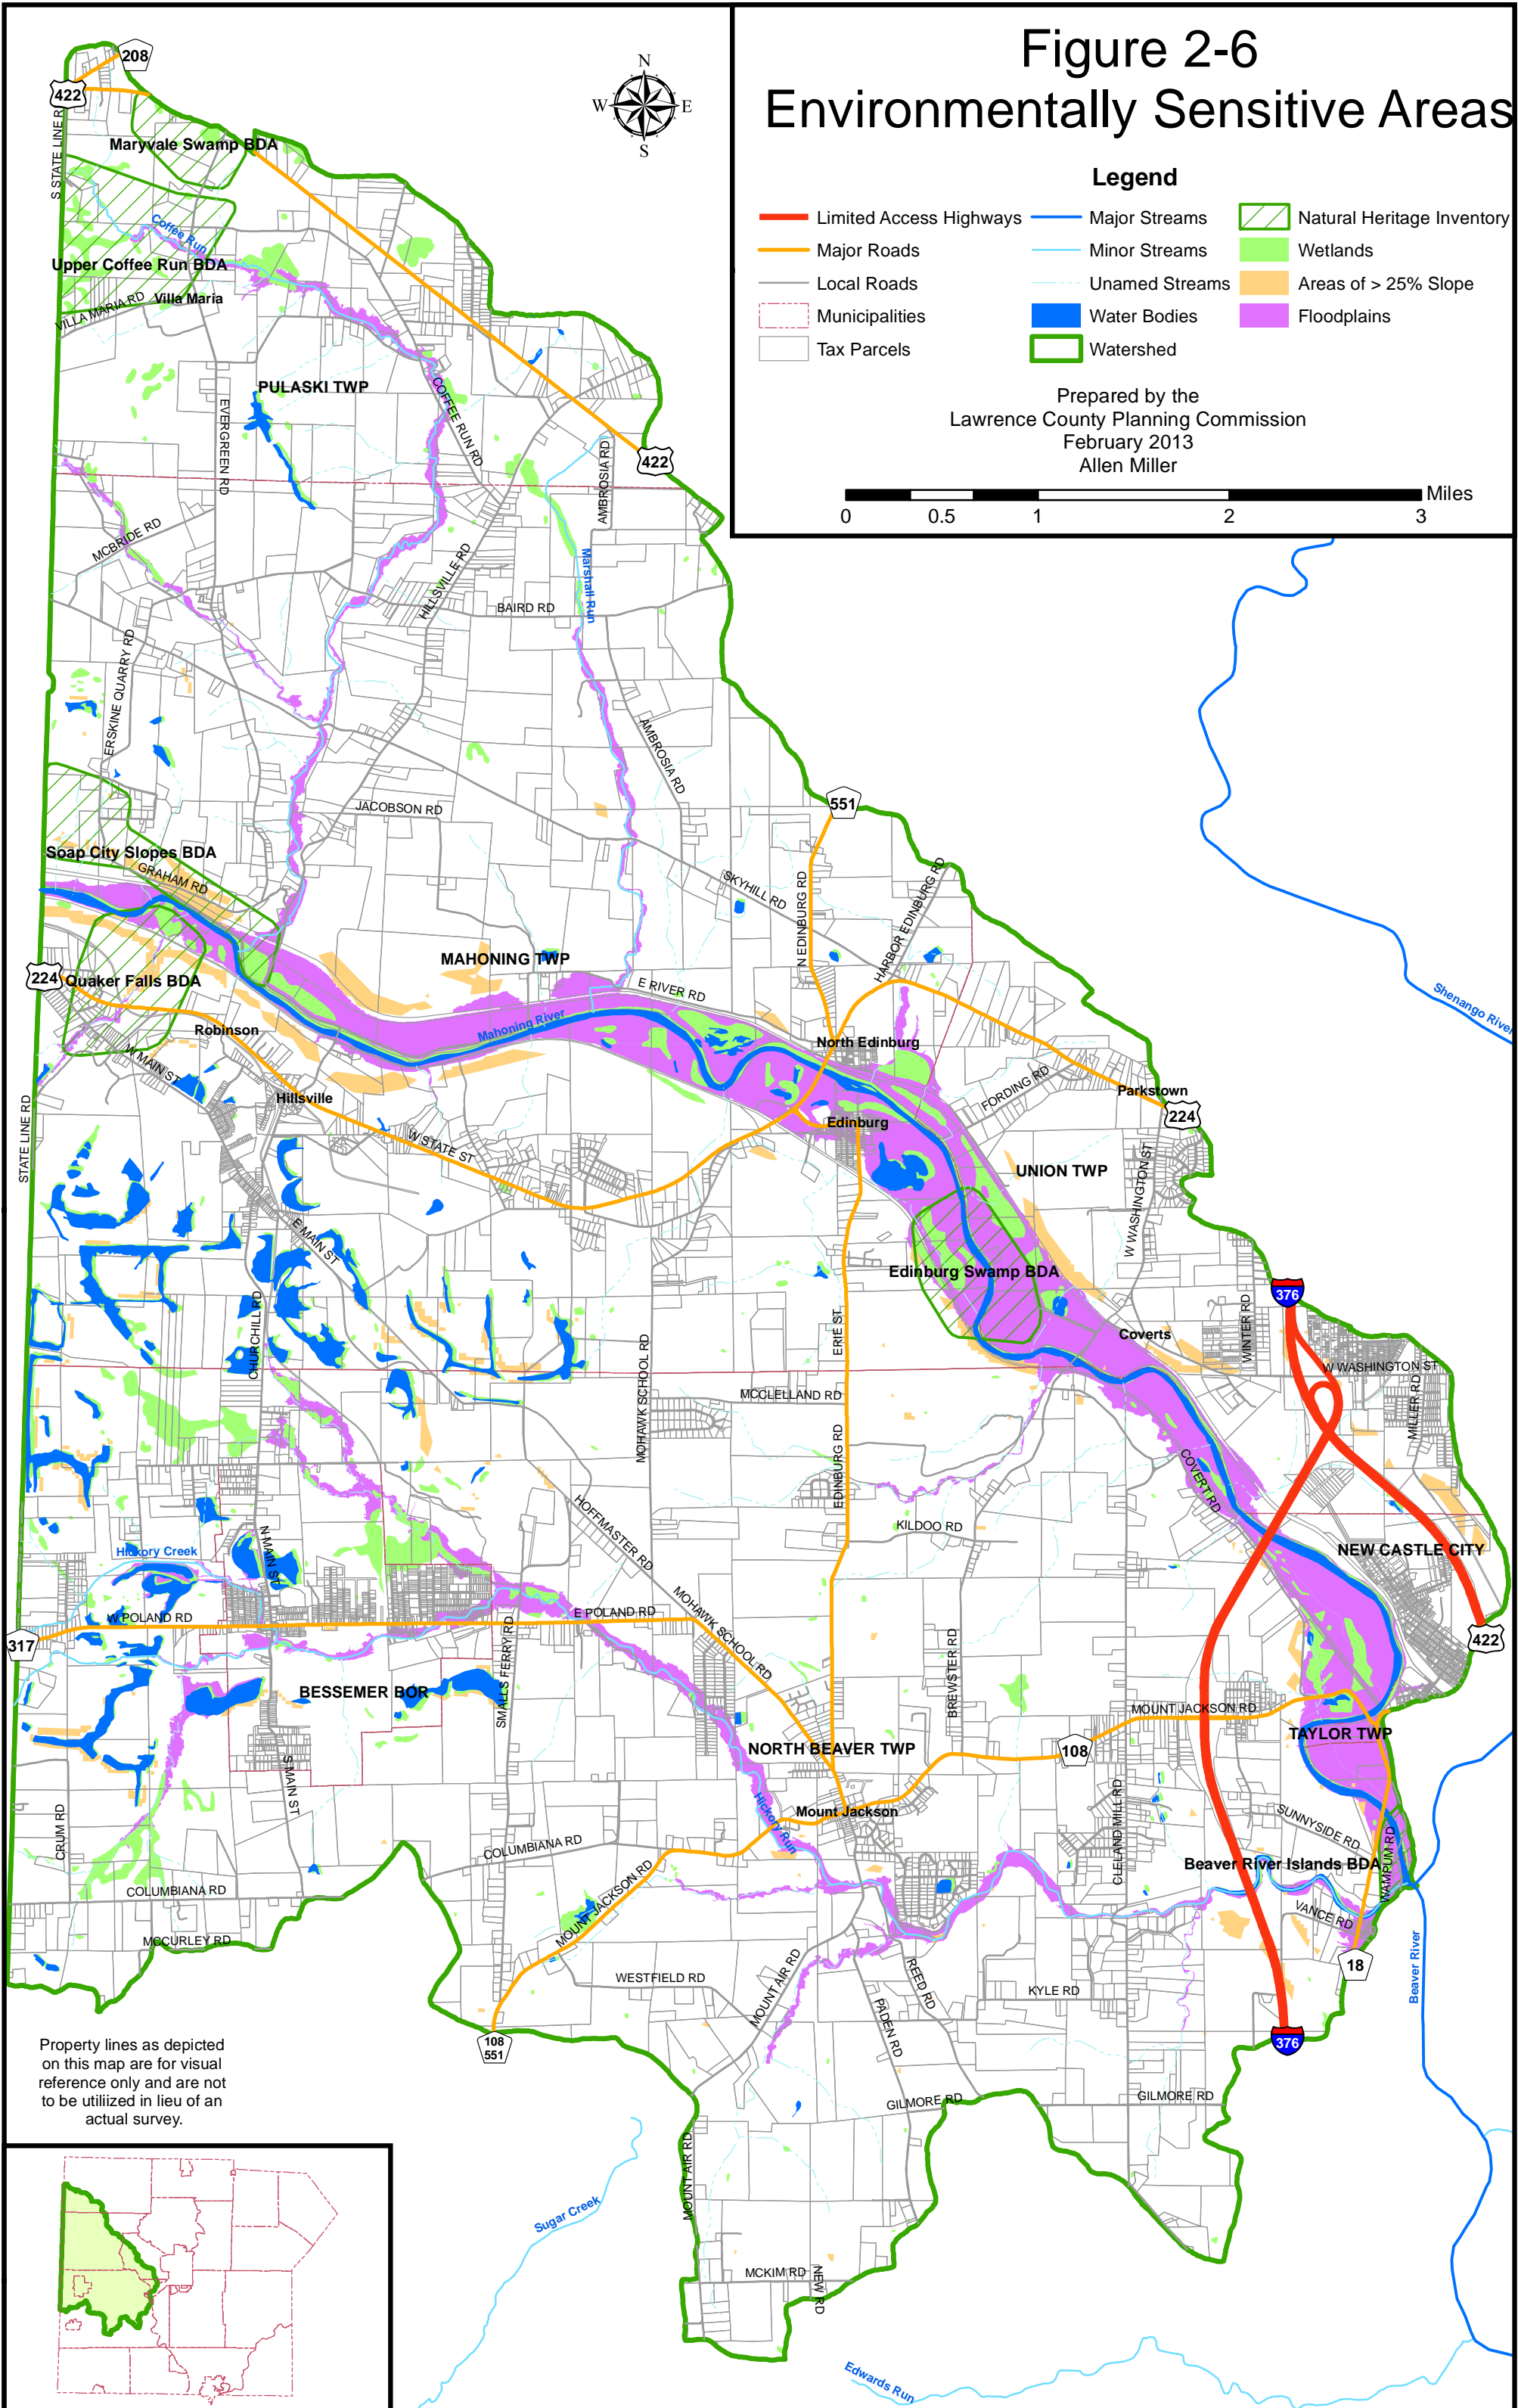 Figure 2-6
Environmentally Sensitive Areas
Legend
Limited Access Highways
Major Roads
Local Roads
Municipalities
Tax Parcels
Major Streams
Minor Streams
Unamed Streams
Water Bodies
Watershed
Natural Heritage Inventory
Wetlands
Areas of > 25% Slope
Floodplains
Prepared by the
Lawrence County Planning Commission
February 2013
Allen Miller
Miles
0 0.5 1 2 3
N
W E
S
208
422
S STATE LINE R
Maryvale Swamp BDA
Coffee Run
Upper Coffee Run BDA
VILLA MARIA RD
Villa Maria
PULASKI TWP
EVERGREEN RD
COFFEE RUN RD
422
AMBROSIA RD
MCBRIDE RD
HILLSVILLE RD
Marshall Run
BAIRD RD
ERSKINE QUARRY RD
AMBROSIA RD
JACOBSON RD
551
Soap City Slopes BDA
GRAHAM RD
SKYHILL RD
N EDINBURG RD
HARBOR EDINBURG RD
MAHONING TWP
224
Quaker Falls BDA
E RIVER RD
Shenango River
Robinson
Mahoning River
North Edinburg
W MAIN ST
Hillsville
FORDING RD
Parkstown
224
Edinburg
STATE LINE RD
W STATE ST
UNION TWP
W WASHINGTON ST
E MAIN ST
Edinburg Swamp BDA
376
CHURCHILL RD
MOHAWK SCHOOL RD
ERIE ST
Coverts
WINTER RD
W WASHINGTON ST
MCCLELLAND RD
MILLER RD
EDINBURG RD
COVERT RD
HOFFMASTER RD
KILDOO RD
Hickory Creek
N MAIN ST
NEW CASTLE CITY
W POLAND RD
E POLAND RD
MOHAWK SCHOOL RD
317
422
SMALLS FERRY RD
BREWSTER RD
BESSEMER BOR
MOUNT JACKSON RD
TAYLOR TWP
NORTH BEAVER TWP
108
S MAIN ST
Hickory Run
Mount Jackson
CRUM RD
CLELAND MILL RD
SUNNYSIDE RD
COLUMBIANA RD
Beaver River Islands BDA
WAMPUM RD
COLUMBIANA RD
MOUNT JACKSON RD
VANCE RD
MCCURLEY RD
Beaver River
18
WESTFIELD RD
MOUNT AIR RD
REED RD
KYLE RD
PADEN RD
108
551
376
Property lines as depicted
on this map are for visual
reference only and are not
to be utiliized in lieu of an
actual survey.
GILMORE RD
GILMORE RD
MOUNT AIR RD
Sugar Creek
MCKIM RD
NEW RD
Edwards Run